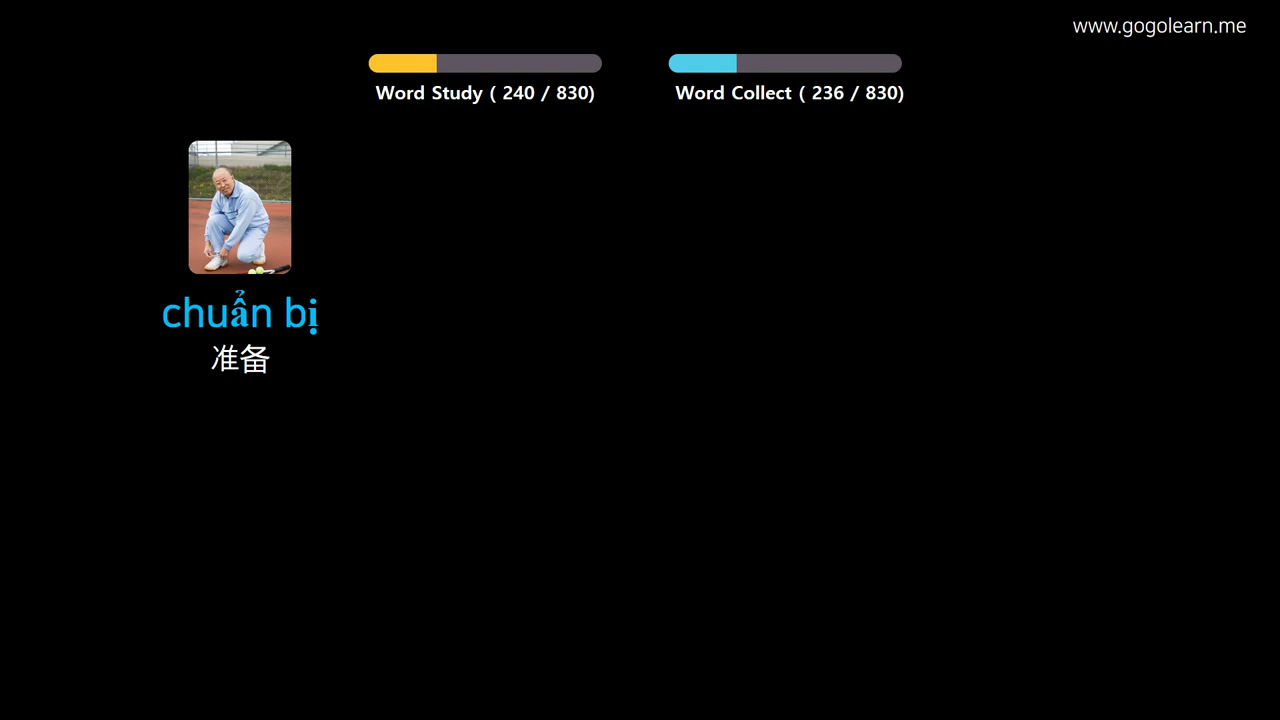 www.gogolearn.me
Word Study ( 240 / 830)
Word Collect ( 236 / 830)
chuẩn bị
准备